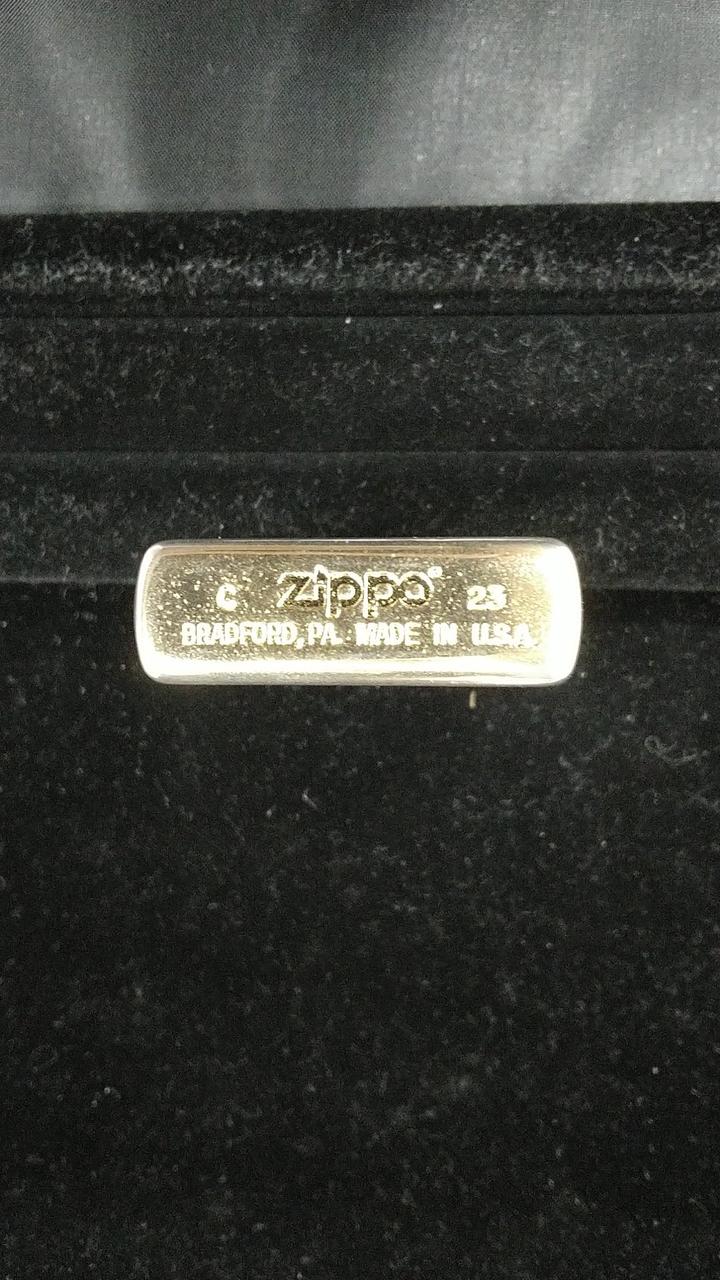 C zippo® 23
BRADFORD, PA. MADE IN U.S.A.